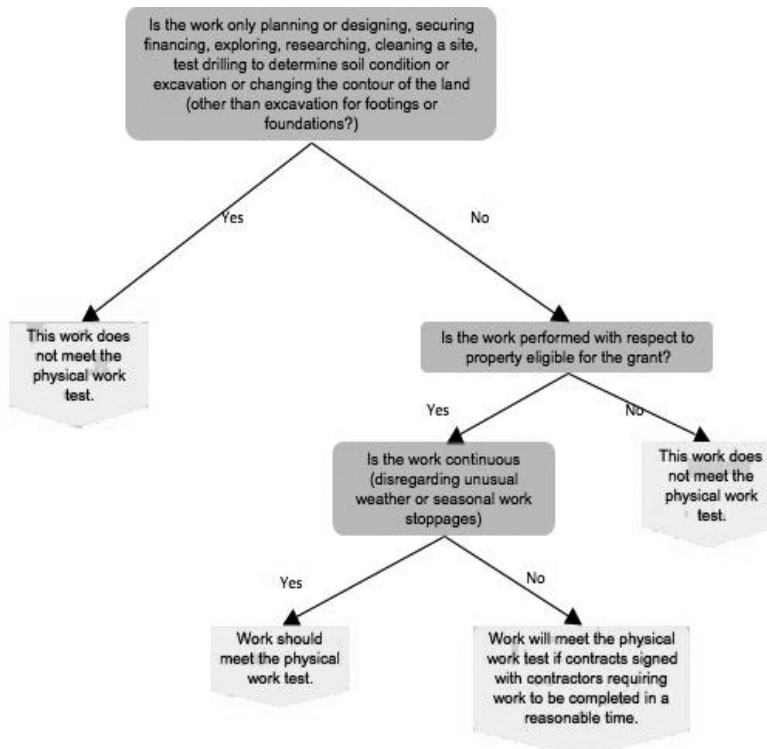 Is the work only planning or designing, securing
financing, exploring, researching, cleaning a site,
test drilling to determine soil condition or
excavation or changing the contour of the land
(other than excavation for footings or
foundations?)
Yes
No
This work does
not meet the
physical work
test.
Is the work performed with respect to
property eligible for the grant?
Yes
No
Is the work continuous
(disregarding unusual
weather or seasonal work
stoppages)
This work does
not meet the
physical work
test.
Yes
No
Work should
meet the physical
work test.
Work will meet the physical
work test if contracts signed
with contractors requiring
work to be completed in a
reasonable time.